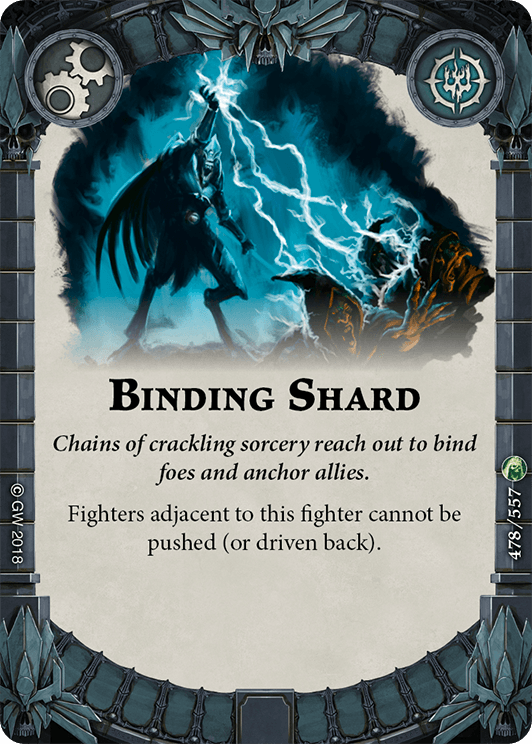 BINDING SHARD
Chains of crackling sorcery reach out to bind
foes and anchor allies.
Fighters adjacent to this fighter cannot be
pushed (or driven back).
© GW 2018
478/557